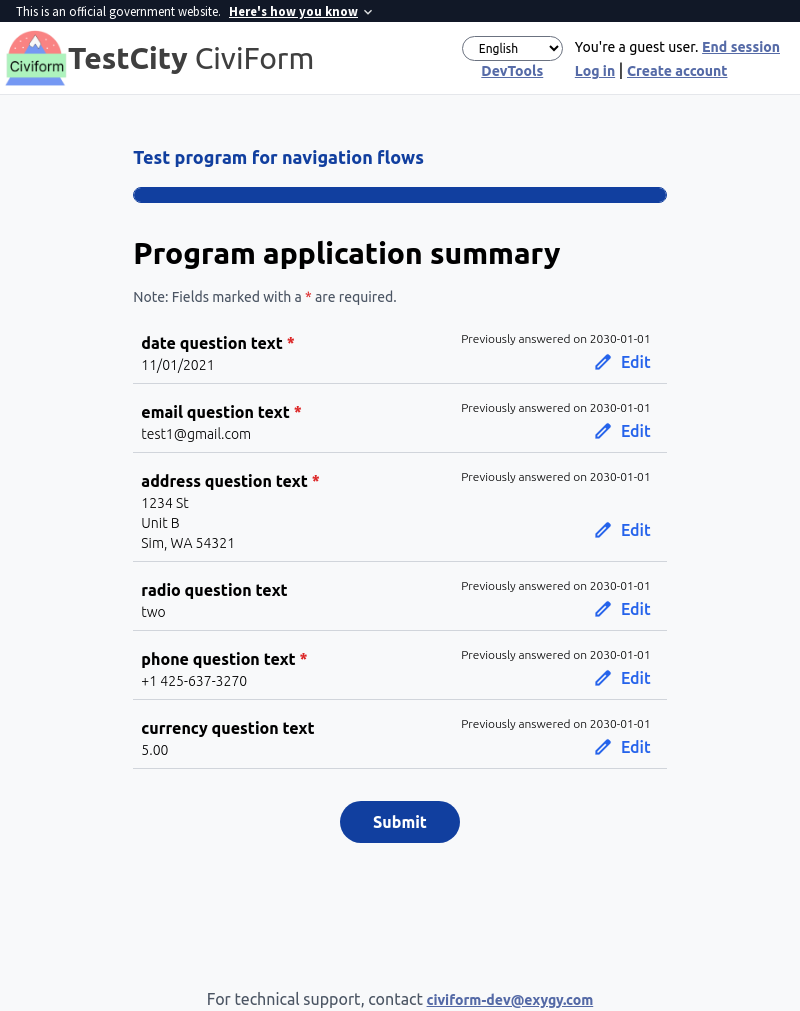 This is an official government website. Here's how you know
Civiform
TestCity CiviForm
English
You're a guest user. End session
DevTools
Log in | Create account
Test program for navigation flows
Program application summary
Note: Fields marked with a * are required.
date question text *
Previously answered on 2030-01-01
11/01/2021
Edit
email question text *
Previously answered on 2030-01-01
test1@gmail.com
Edit
address question text *
Previously answered on 2030-01-01
1234 St
Unit B
Sim, WA 54321
Edit
radio question text
Previously answered on 2030-01-01
two
Edit
phone question text *
Previously answered on 2030-01-01
+1 425-637-3270
Edit
currency question text
Previously answered on 2030-01-01
5.00
Edit
Submit
For technical support, contact civiform-dev@exygy.com